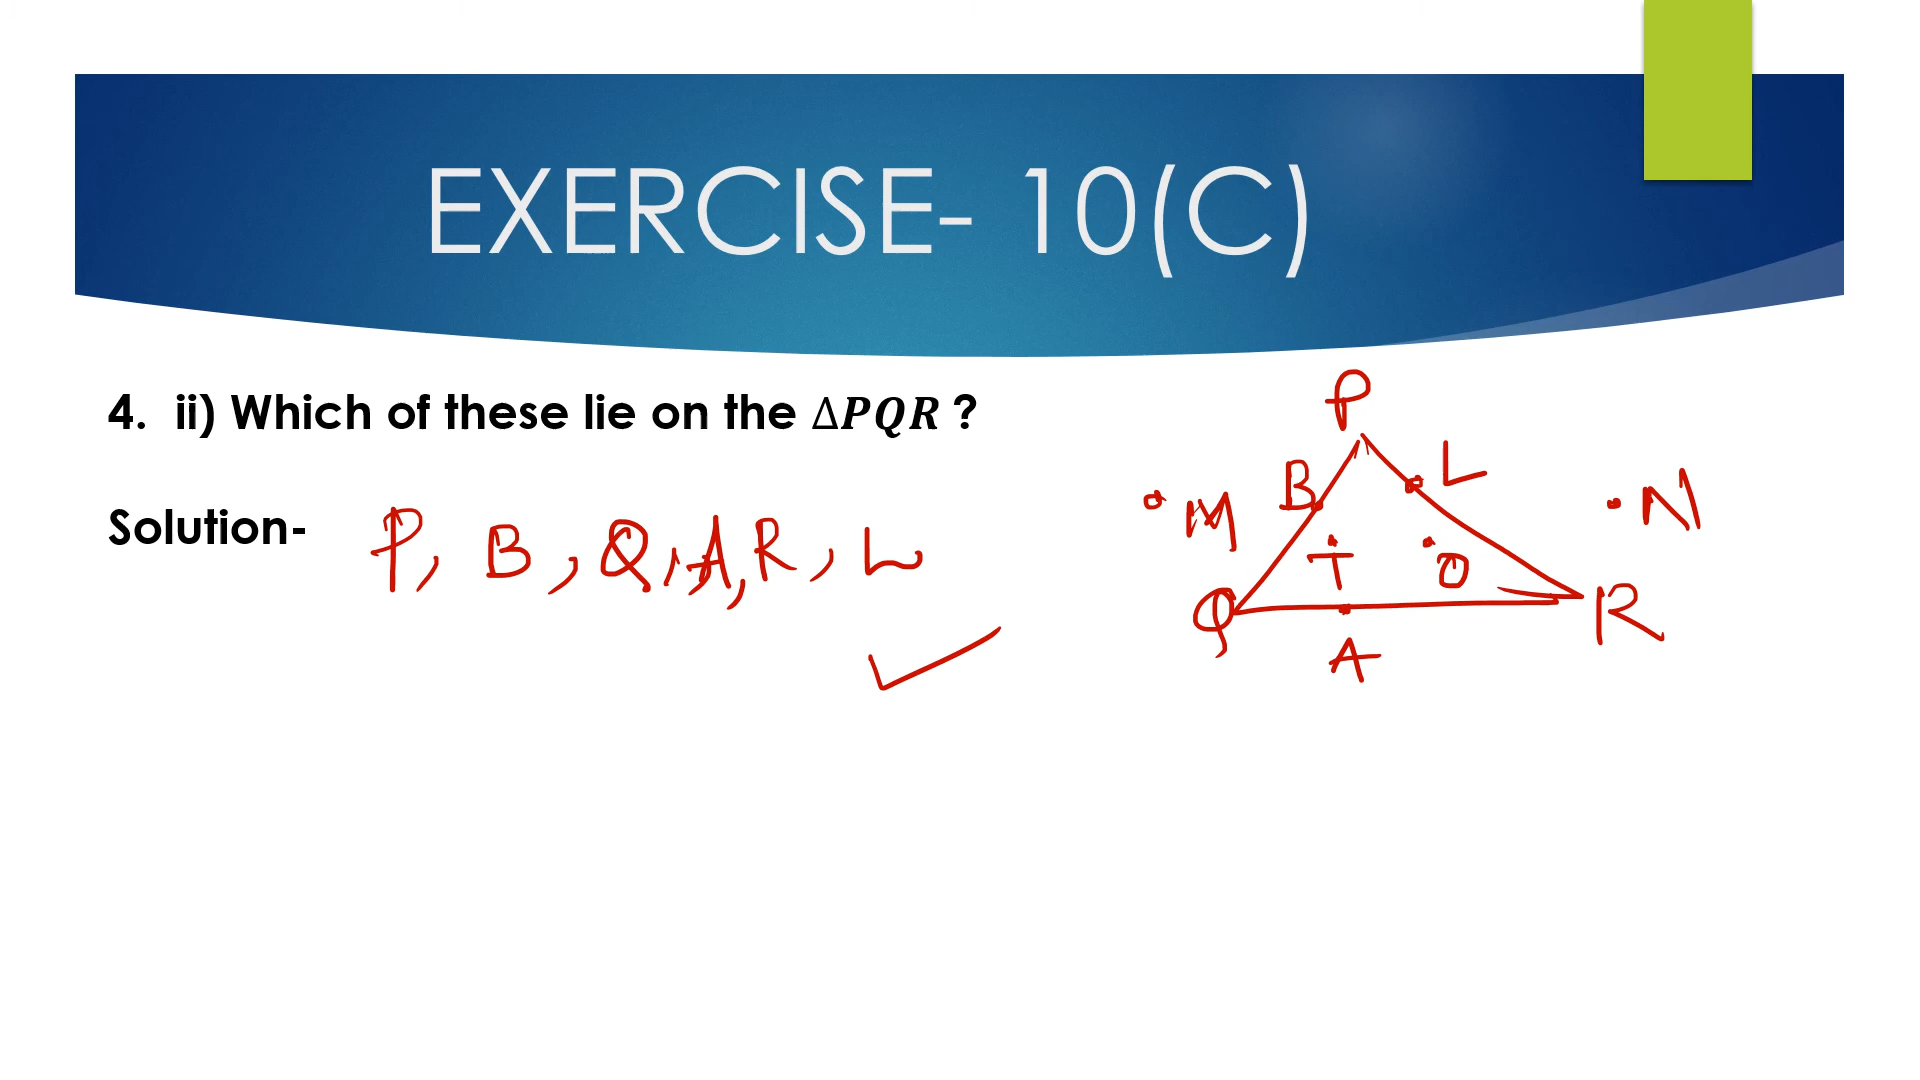 EXERCISE- 10(C)
4. ii) Which of these lie on the ΔPQR ?
Solution- P, B, Q, A, R, L
P
B
L
M
N
T
O
Q
R
A